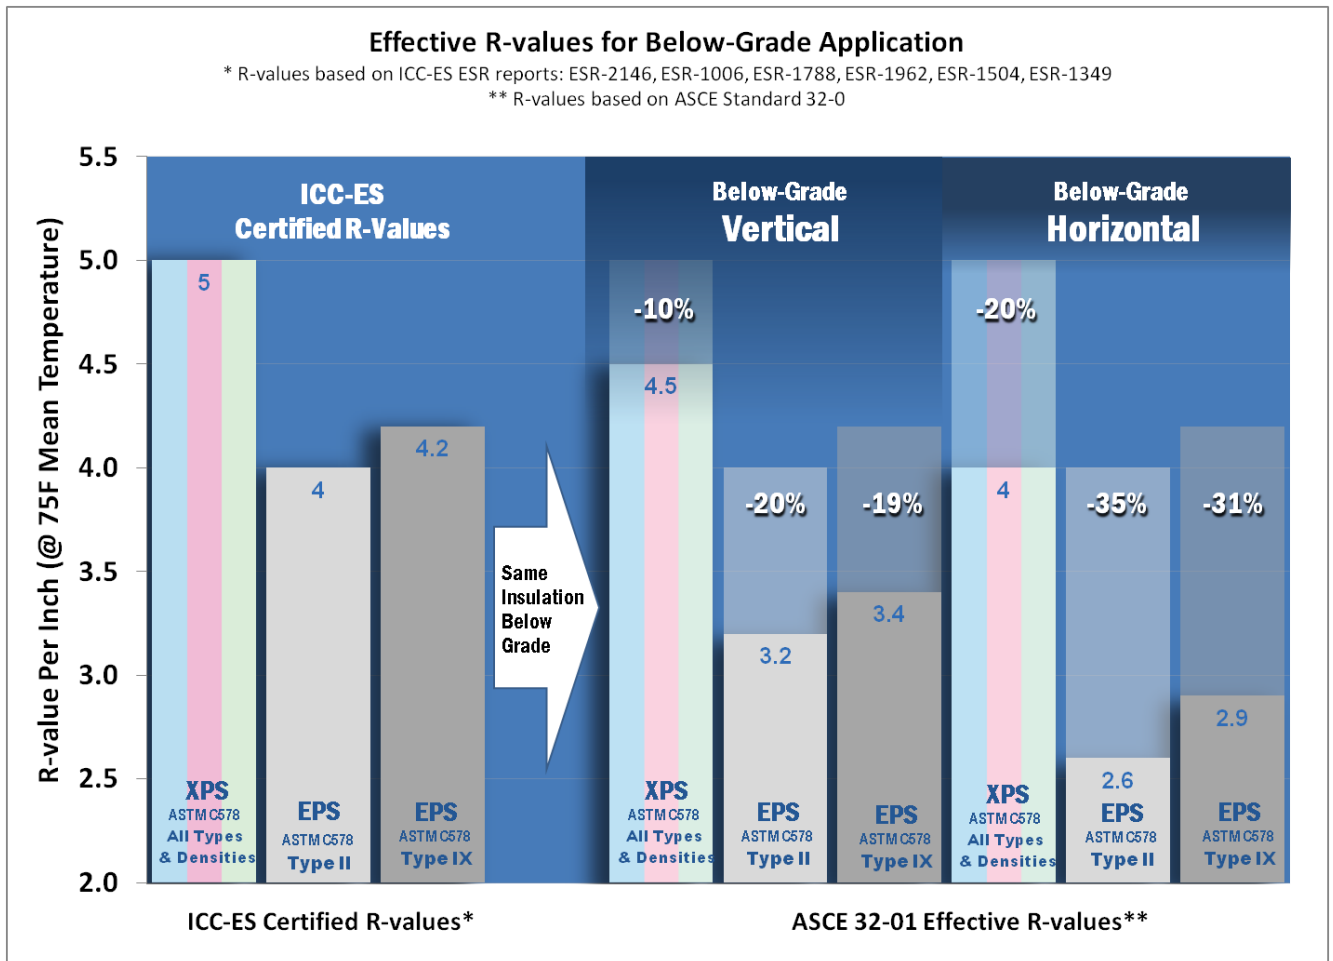 Effective R-values for Below-Grade Application
* R-values based on ICC-ES ESR reports: ESR-2146, ESR-1006, ESR-1788, ESR-1962, ESR-1504, ESR-1349
** R-values based on ASCE Standard 32-0
R-value Per Inch (@ 75F Mean Temperature)
5.5
5.0
4.5
4.0
3.5
3.0
2.5
2.0
ICC-ES
Certified R-Values
5
XPS
ASTM C578
All Types
& Densities
4
EPS
ASTM C578
Type II
4.2
EPS
ASTM C578
Type IX
Same
Insulation
Below
Grade
Below-Grade
Vertical
-10%
4.5
XPS
ASTM C578
All Types
& Densities
-20%
3.2
EPS
ASTM C578
Type II
-19%
3.4
EPS
ASTM C578
Type IX
Below-Grade
Horizontal
-20%
4
XPS
ASTM C578
All Types
& Densities
-35%
2.6
EPS
ASTM C578
Type II
-31%
2.9
EPS
ASTM C578
Type IX
ICC-ES Certified R-values*
ASCE 32-01 Effective R-values**